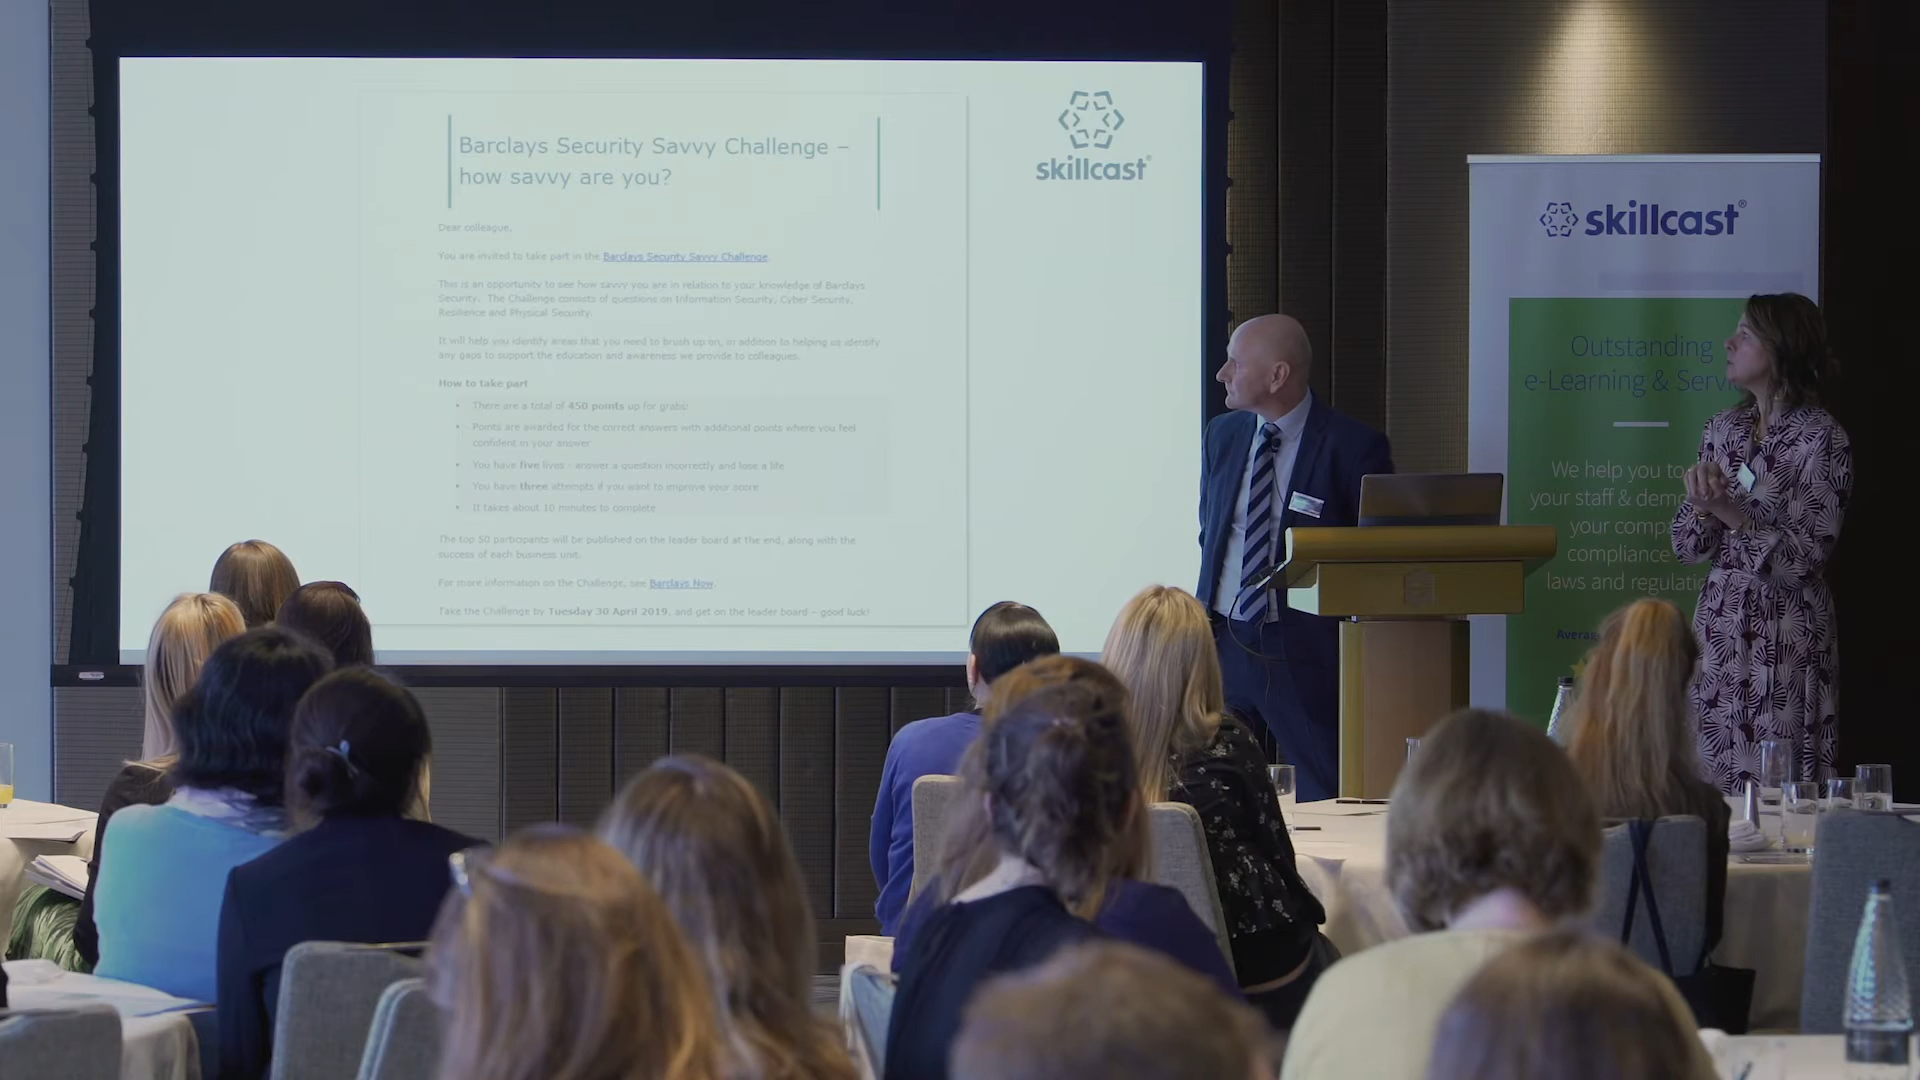 Barclays Security Savvy Challenge –
how savvy are you?
Dear colleague,
You are invited to take part in the Barclays Security Savvy Challenge.
This is an opportunity to see how savvy you are in relation to your knowledge of Barclays
Security. The Challenge consists of questions on Information Security, Cyber Security,
Resilience and Physical Security.
It will help you identify areas that you need to brush up on, in addition to helping us identify
any gaps to support the education and awareness we provide to colleagues.
How to take part
• There are a total of 450 points up for grabs!
• Points are awarded for the correct answers with additional points where you feel
confident in your answer
• You have five lives - answer a question incorrectly and lose a life
• You have three attempts if you want to improve your score
• It takes about 10 minutes to complete
The top 50 participants will be published on the leader board at the end, along with the
success of each business unit.
For more information on the Challenge, see Barclays Now.
Take the Challenge by Tuesday 30 April 2019, and get on the leader board – good luck!
skillcast®
skillcast®
Outstanding
e-Learning &
We help you to
your staff &
your
compliance
laws and